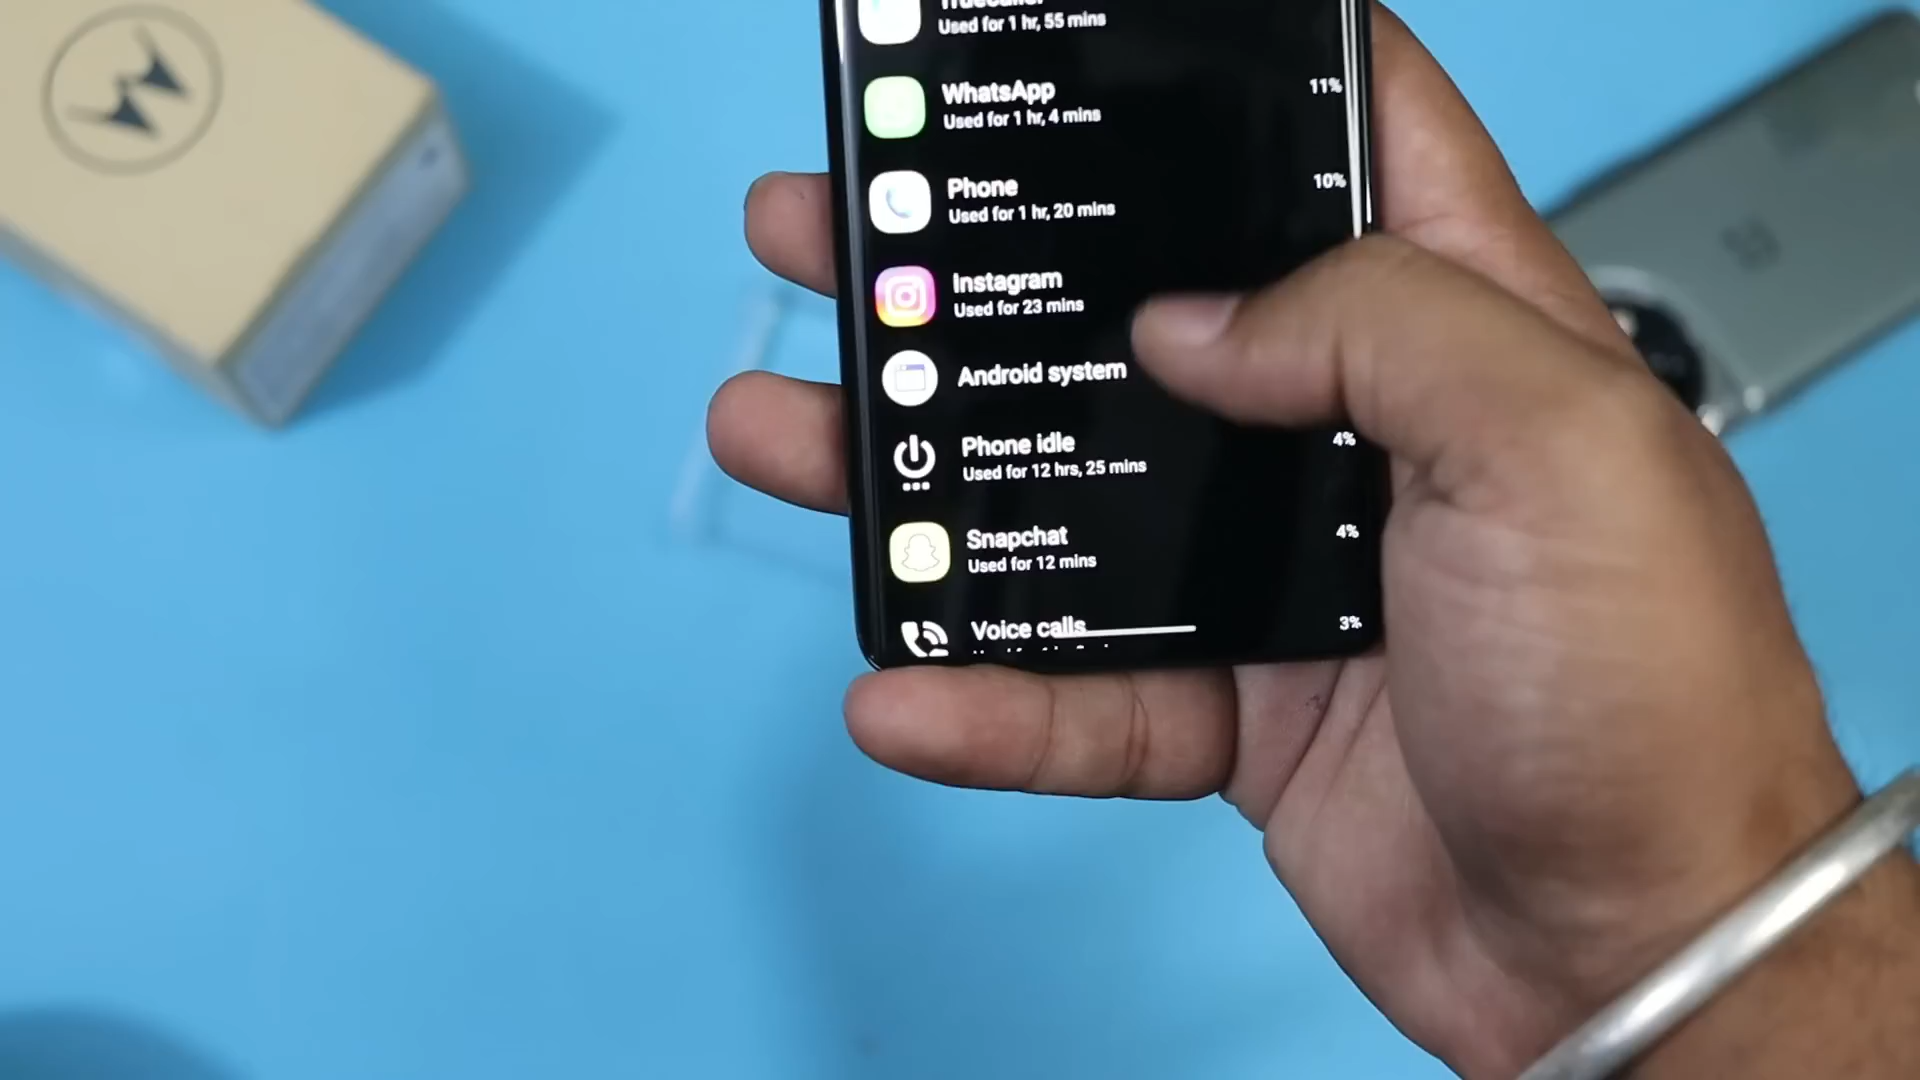 Truecaller
Used for 1 hr, 55 mins
WhatsApp
11%
Used for 1 hr, 4 mins
Phone
10%
Used for 1 hr, 20 mins
Instagram
Used for 23 mins
Android system
Phone idle
4%
Used for 12 hrs, 25 mins
Snapchat
4%
Used for 12 mins
Voice calls
3%